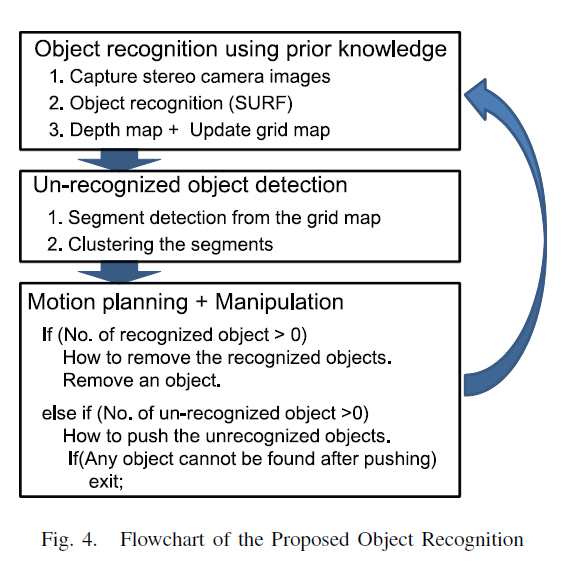 Object recognition using prior knowledge
1. Capture stereo camera images
2. Object recognition (SURF)
3. Depth map + Update grid map
Un-recognized object detection
1. Segment detection from the grid map
2. Clustering the segments
Motion planning + Manipulation
If (No. of recognized object > 0)
How to remove the recognized objects.
Remove an object.
else if (No. of un-recognized object >0)
How to push the unrecognized objects.
If(Any object cannot be found after pushing)
exit;
Fig. 4. Flowchart of the Proposed Object Recognition